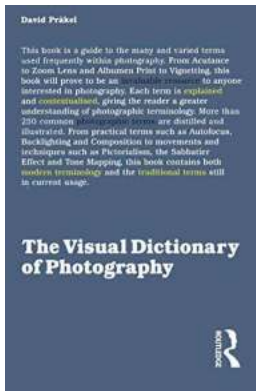 David Präkel
This book is a guide to the many and varied terms
used frequently within photography. From Acutance
to Zoom Lens and Albumen Print to Vignetting, this
book will prove to be an invaluable resource to anyone
interested in photography. Each term is explained
and contextualised, giving the reader a greater
understanding of photographic terminology. More than
250 common photographic terms are distilled and
illustrated. From practical terms such as Autofocus,
Backlighting and Composition to movements and
techniques such as Pictorialism, the Sabbatier
Effect and Tone Mapping, this book contains both
modern terminology and the traditional terms still
in current usage.
The Visual Dictionary
of Photography
ROUTLEDGE